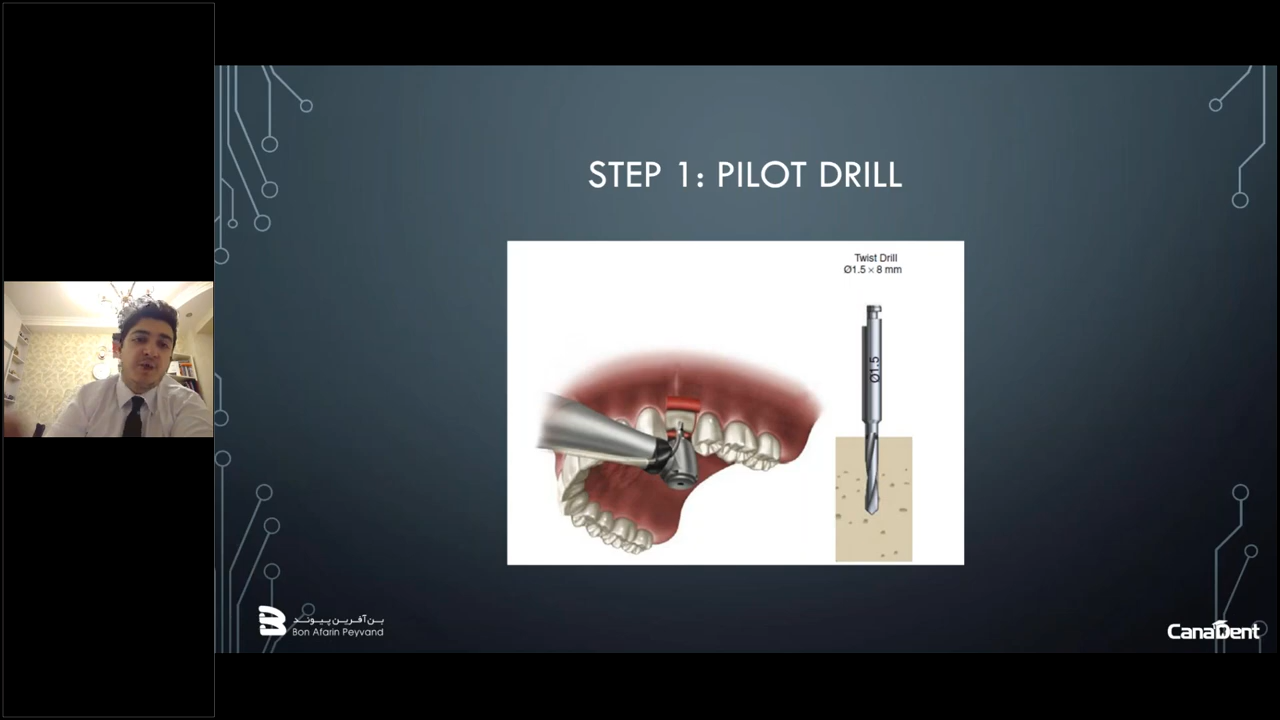 STEP 1: PILOT DRILL
Twist Drill
Ø1.5 × 8 mm
Ø1.5
بن‌آفرین‌پیوند
Bon Afarin Peyvand
CanaDent